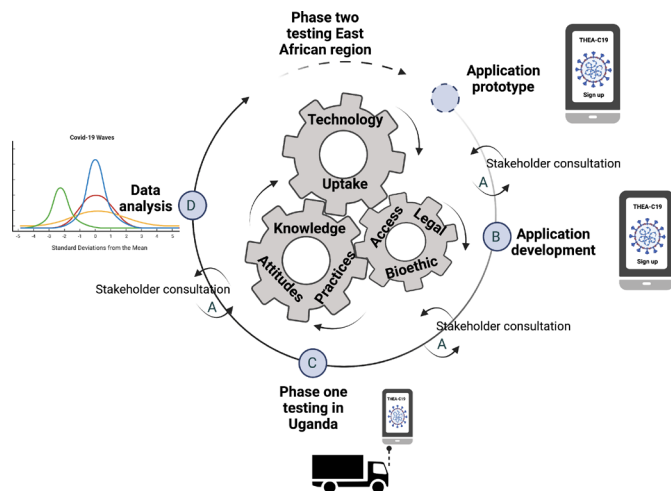 Phase two
testing East
African region
Application
prototype
THEA-C19
Sign up
Technology
Uptake
Stakeholder consultation
A
Covid-19 Waves
-5 -4 -3 -2 -1 0 1 2 3 4 5
Standard Deviations from the Mean
Data
analysis
D
Knowledge
Attitudes
Practices
Access
Legal
Bioethic
B
Application
development
THEA-C19
Sign up
Stakeholder consultation
A
Stakeholder consultation
A
C
Phase one
testing in
Uganda
THEA-C19